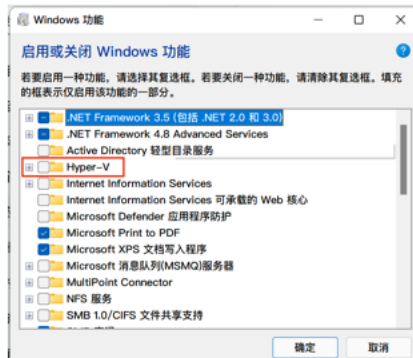 Windows 功能
启用或关闭 Windows 功能
若要启用一种功能，请选择其复选框。若要关闭一种功能，请清除其复选框。填充
的框表示仅启用该功能的一部分。
.NET Framework 3.5 (包括 .NET 2.0 和 3.0)
.NET Framework 4.8 Advanced Services
Active Directory 轻型目录服务
Hyper-V
Internet Information Services
Internet Information Services 可承载的 Web 核心
Microsoft Defender 应用程序防护
Microsoft Print to PDF
Microsoft XPS 文档写入程序
Microsoft 消息队列(MSMQ)服务器
MultiPoint Connector
NFS 服务
SMB 1.0/CIFS 文件共享支持
确定 取消